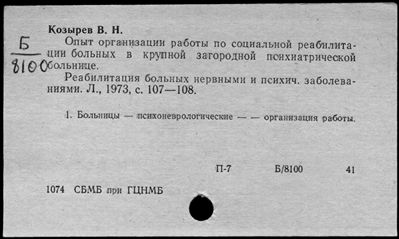 Козырев В. Н.
Б
8100
Опыт организации работы по социальной реабилита-
ции больных в крупной загородной психиатрической
больнице.
Реабилитация больных нервными и психич. заболева-
ниями. Л., 1973, с. 107—108.
1. Больницы — психоневрологические — — организация работы.
П-7 Б/8100 41
1074 СБМБ при ГЦНМБ